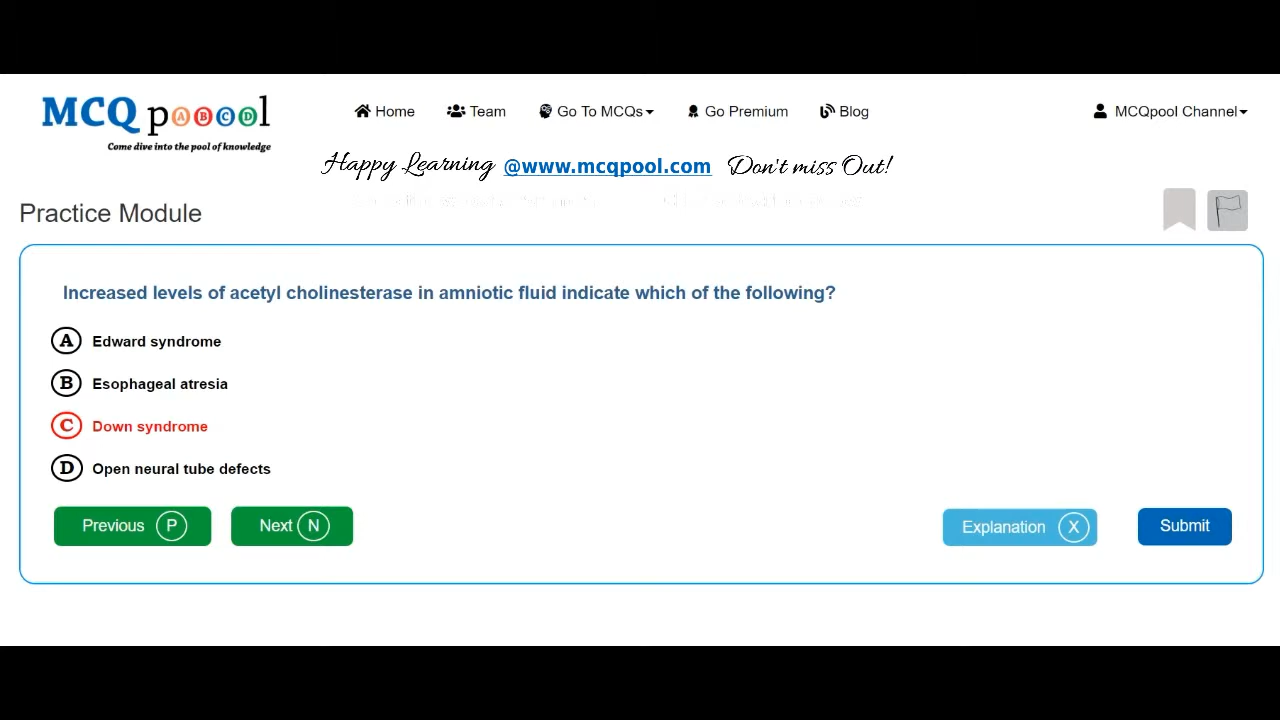 MCQ pooool
Come dive into the pool of knowledge
Home Team Go To MCQs Go Premium Blog MCQpool Channel
Happy Learning @www.mcqpool.com Don't miss Out!
Practice Module
Increased levels of acetyl cholinesterase in amniotic fluid indicate which of the following?
A Edward syndrome
B Esophageal atresia
C Down syndrome
D Open neural tube defects
Previous P Next N Explanation X Submit